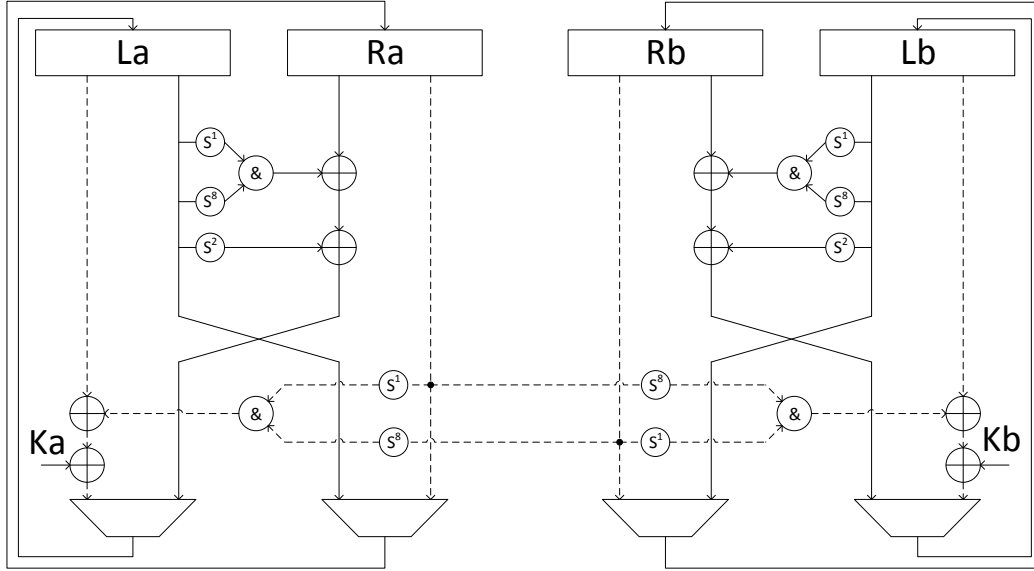 La Ra Rb Lb
S¹ S¹
& &
S⁸ S⁸
S² S²
S¹ S⁸
& &
Ka S⁸ S¹ Kb